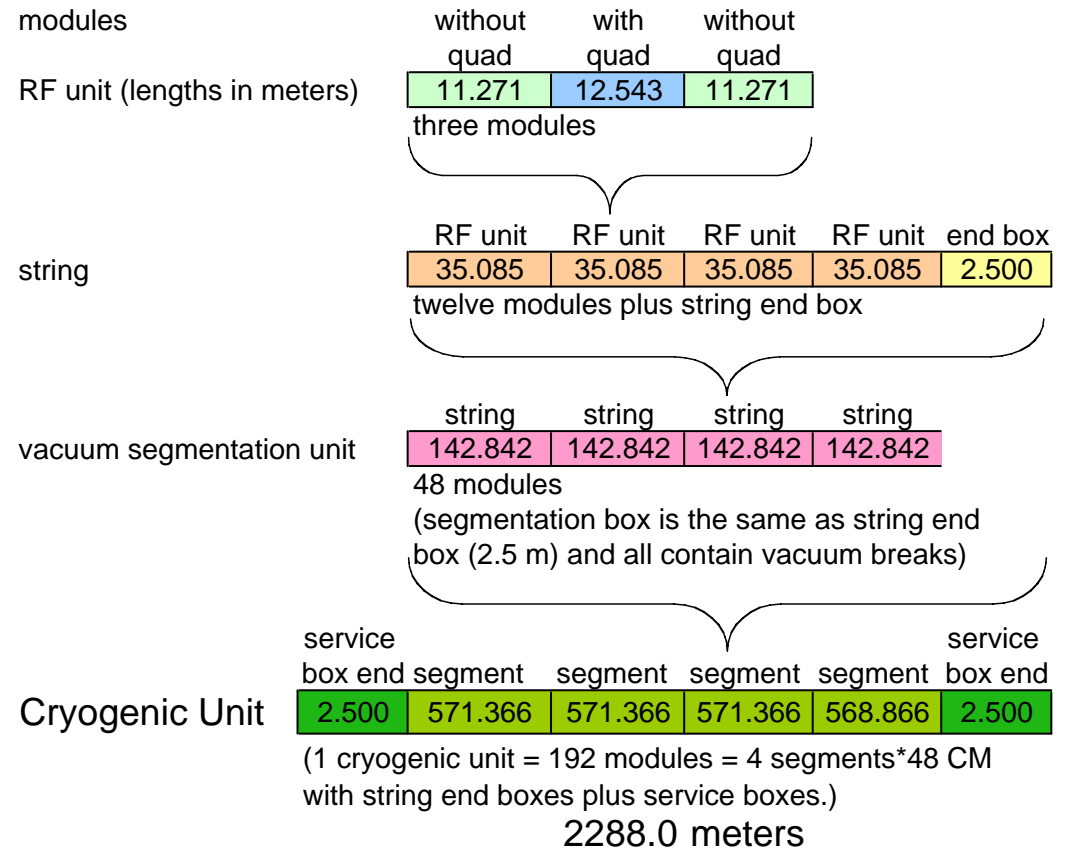 modules without with without
quad quad quad
RF unit (lengths in meters) 11.271 12.543 11.271
three modules
RF unit RF unit RF unit RF unit end box
string 35.085 35.085 35.085 35.085 2.500
twelve modules plus string end box
string string string string
vacuum segmentation unit 142.842 142.842 142.842 142.842
48 modules
(segmentation box is the same as string end
box (2.5 m) and all contain vacuum breaks)
service service
box end segment segment segment segment box end
Cryogenic Unit 2.500 571.366 571.366 571.366 568.866 2.500
(1 cryogenic unit = 192 modules = 4 segments*48 CM
with string end boxes plus service boxes.)
2288.0 meters